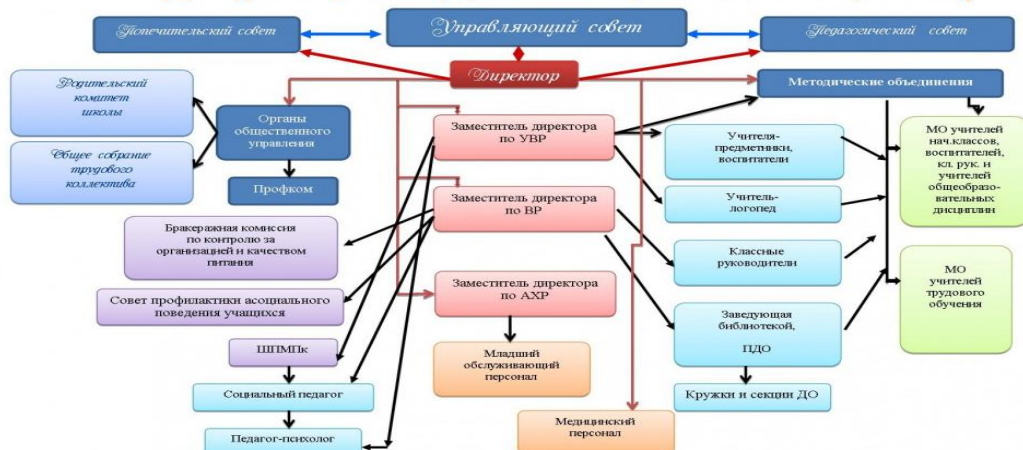 Попечительский совет
Управляющий совет
Педагогический совет
Директор
Методические объединения
Родительский
комитет
школы
Органы
общественного
управления
Заместитель директора
по УВР
Учителя-
предметники,
воспитатели
МО учителей
нач.классов,
воспитателей,
кл. рук. и
учителей
общеобразо-
вательных
дисциплин
Общее собрание
трудового
коллектива
Профком
Заместитель директора
по ВР
Учитель-
логопед
Бракеражная комиссия
по контролю за
организацией и качеством
питания
Классные
руководители
Совет профилактики асоциального
поведения учащихся
Заместитель директора
по АХР
Заведующая
библиотекой,
ПДО
МО
учителей
трудового
обучения
ШПМПк
Младший
обслуживающий
персонал
Социальный педагог
Кружки и секции ДО
Педагог-психолог
Медицинский
персонал